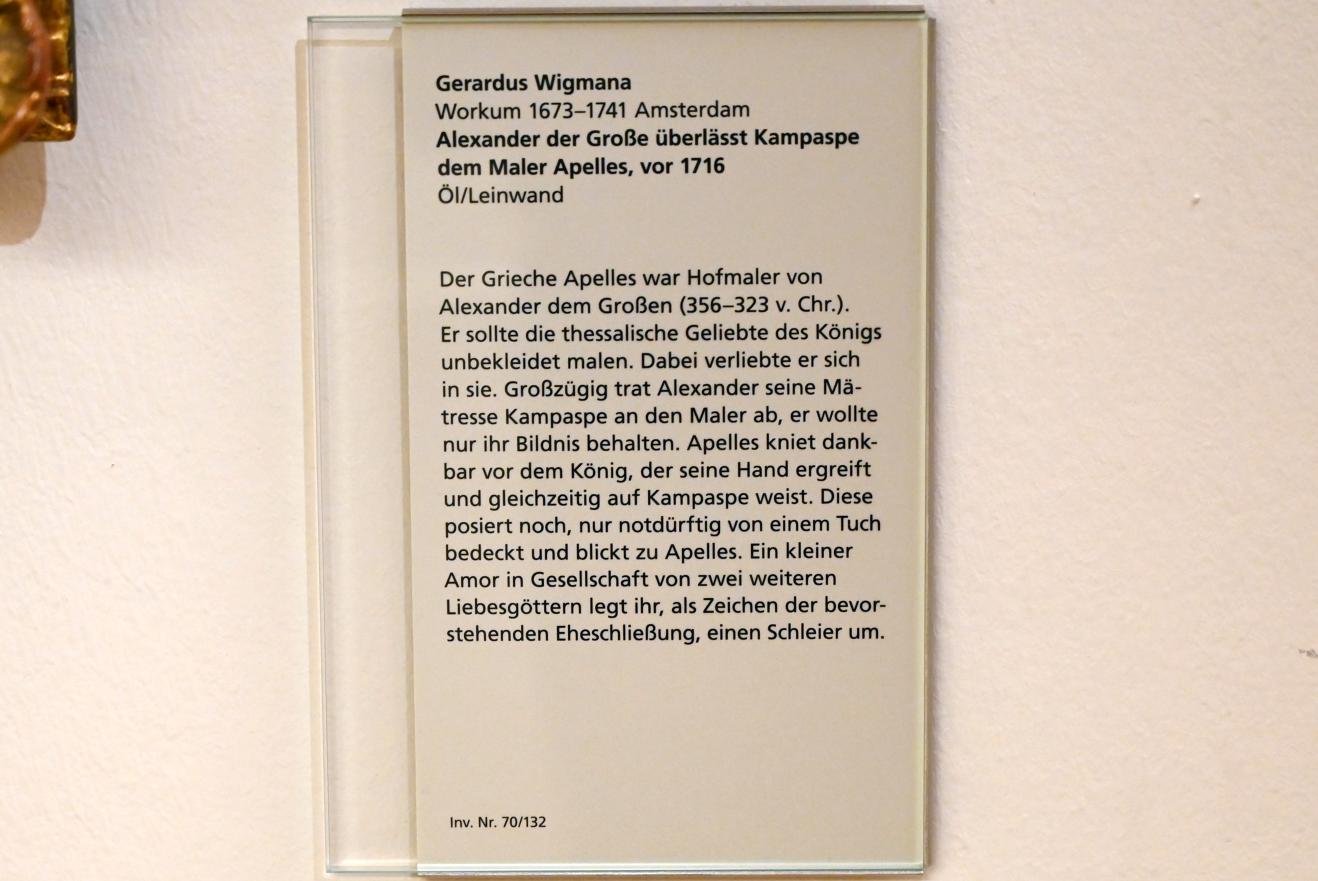 Gerardus Wigmana
Workum 1673–1741 Amsterdam
Alexander der Große überlässt Kampaspe
dem Maler Apelles, vor 1716
Öl/Leinwand
Der Grieche Apelles war Hofmaler von
Alexander dem Großen (356–323 v. Chr.).
Er sollte die thessalische Geliebte des Königs
unbekleidet malen. Dabei verliebte er sich
in sie. Großzügig trat Alexander seine Mä-
tresse Kampaspe an den Maler ab, er wollte
nur ihr Bildnis behalten. Apelles kniet dank-
bar vor dem König, der seine Hand ergreift
und gleichzeitig auf Kampaspe weist. Diese
posiert noch, nur notdürftig von einem Tuch
bedeckt und blickt zu Apelles. Ein kleiner
Amor in Gesellschaft von zwei weiteren
Liebesgöttern legt ihr, als Zeichen der bevor-
stehenden Eheschließung, einen Schleier um.
Inv. Nr. 70/132